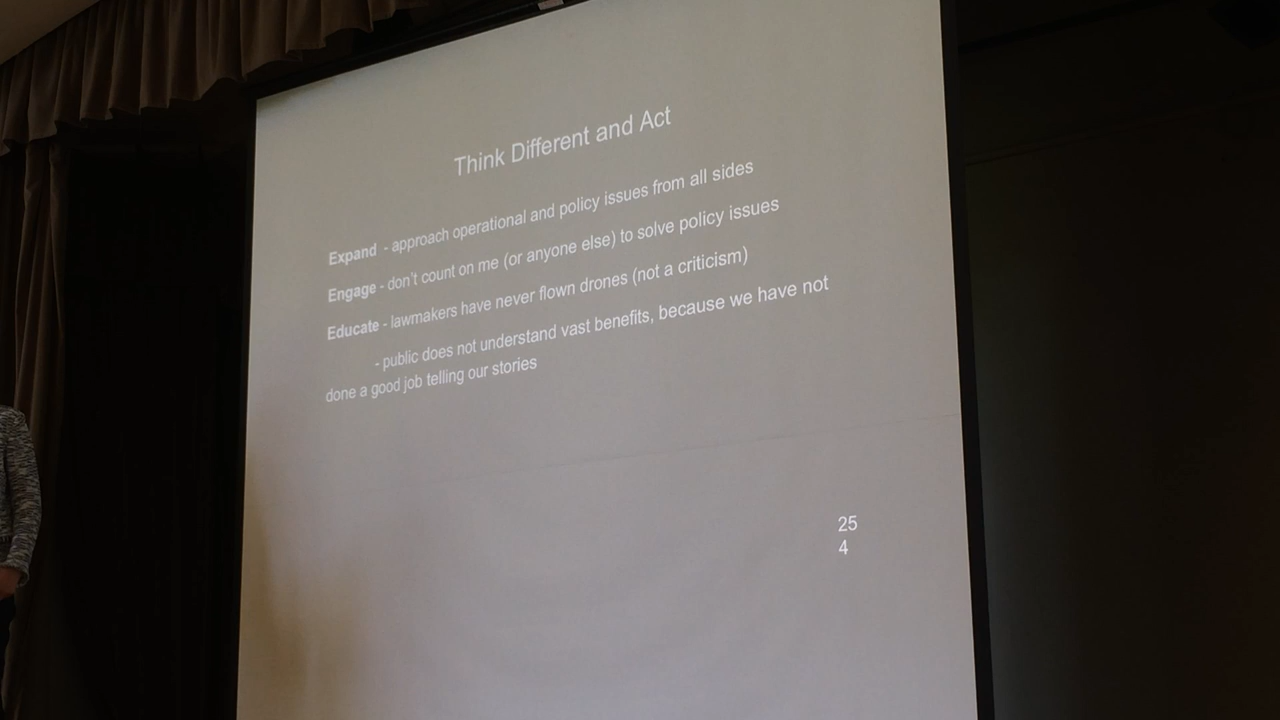 Think Different and Act
Expand - approach operational and policy issues from all sides
Engage - don't count on me (or anyone else) to solve policy issues
Educate - lawmakers have never flown drones (not a criticism)
- public does not understand vast benefits, because we have not
done a good job telling our stories
25
4